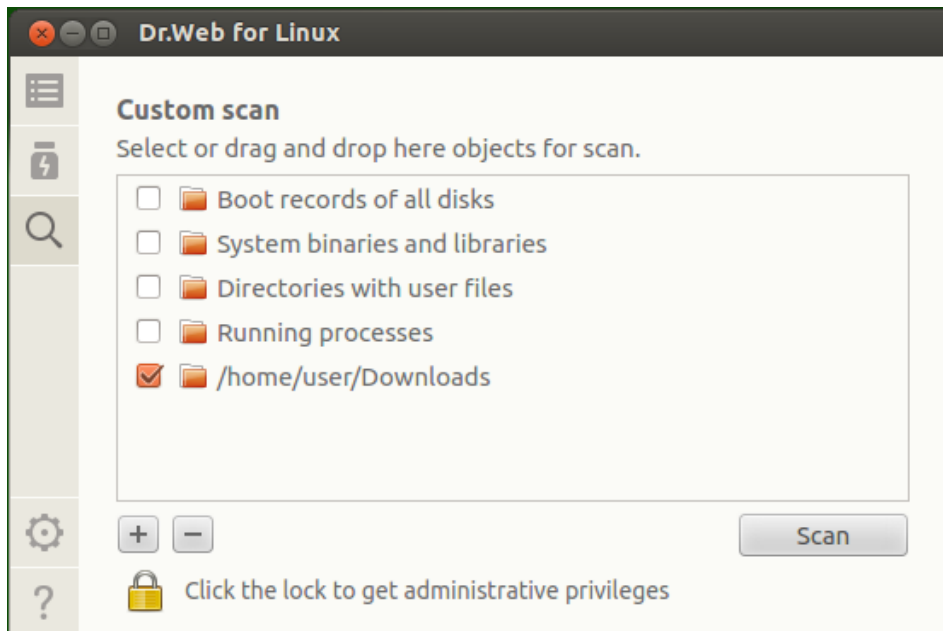 Dr.Web for Linux
Custom scan
Select or drag and drop here objects for scan.
Boot records of all disks
System binaries and libraries
Directories with user files
Running processes
/home/user/Downloads
Scan
Click the lock to get administrative privileges